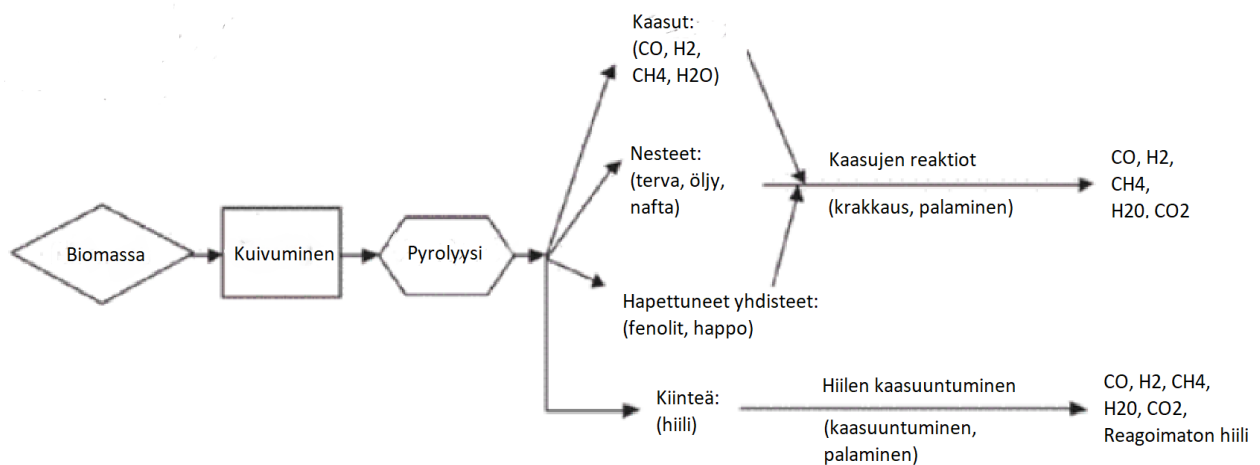 Biomassa
Kuivuminen
Pyrolyysi
Kaasut:
(CO, H2,
CH4, H2O)
Nesteet:
(terva, öljy,
nafta)
Hapettuneet yhdisteet:
(fenolit, happo)
Kiinteä:
(hiili)
Kaasujen reaktiot
(krakkaus, palaminen)
CO, H2,
CH4,
H20, CO2
Hiilen kaasuuntuminen
(kaasuuntuminen,
palaminen)
CO, H2, CH4,
H20, CO2,
Reagoimaton hiili